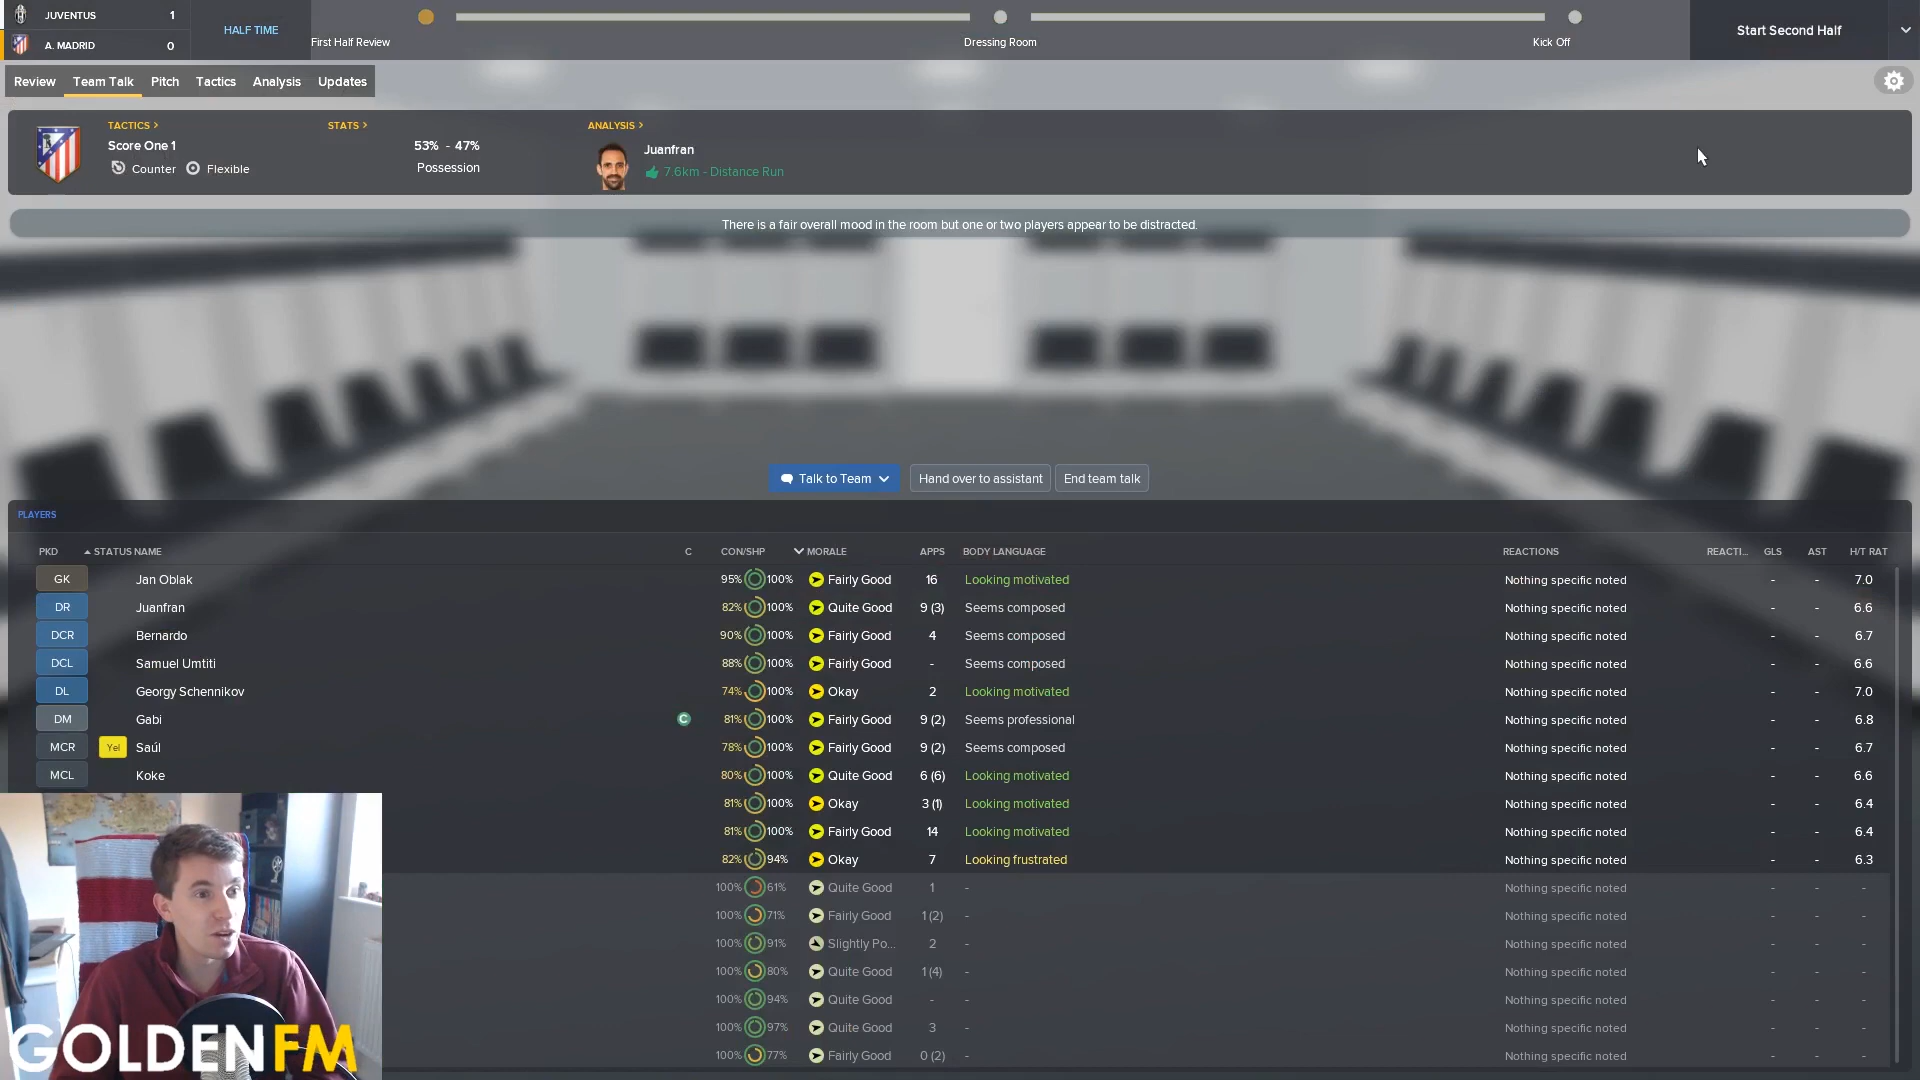 JUVENTUS 1
A. MADRID 0
HALF TIME
First Half Review
Dressing Room
Kick Off
Start Second Half
Review Team Talk Pitch Tactics Analysis Updates
TACTICS > STATS > ANALYSIS >
Score One 1
Counter Flexible
53% - 47%
Possession
Juanfran
7.6km - Distance Run
There is a fair overall mood in the room but one or two players appear to be distracted.
Talk to Team Hand over to assistant End team talk
PLAYERS
PKD STATUS NAME C CON/SHP MORALE APPS BODY LANGUAGE REACTIONS REACTI... GLS AST H/T RAT
GK Jan Oblak 95% 100% Fairly Good 16 Looking motivated Nothing specific noted - - 7.0
DR Juanfran 82% 100% Quite Good 9 (3) Seems composed Nothing specific noted - - 6.6
DCR Bernardo 90% 100% Fairly Good 4 Seems composed Nothing specific noted - - 6.7
DCL Samuel Umtiti 88% 100% Fairly Good - Seems composed Nothing specific noted - - 6.6
DL Georgy Schennikov 74% 100% Okay 2 Looking motivated Nothing specific noted - - 7.0
DM Gabi C 81% 100% Fairly Good 9 (2) Seems professional Nothing specific noted - - 6.8
MCR Yel Saúl 78% 100% Fairly Good 9 (2) Seems composed Nothing specific noted - - 6.7
MCL Koke 80% 100% Quite Good 6 (6) Looking motivated Nothing specific noted - - 6.6
81% 100% Okay 3 (1) Looking motivated Nothing specific noted - - 6.4
81% 100% Fairly Good 14 Looking motivated Nothing specific noted - - 6.4
82% 94% Okay 7 Looking frustrated Nothing specific noted - - 6.3
100% 61% Quite Good 1 - Nothing specific noted - - -
100% 71% Fairly Good 1 (2) - Nothing specific noted - - -
100% 91% Slightly Po... 2 - Nothing specific noted - - -
100% 80% Quite Good 1 (4) - Nothing specific noted - - -
100% 94% Quite Good - - Nothing specific noted - - -
100% 97% Quite Good 3 - Nothing specific noted - - -
100% 77% Fairly Good 0 (2) - Nothing specific noted - - -
GOLDENFM